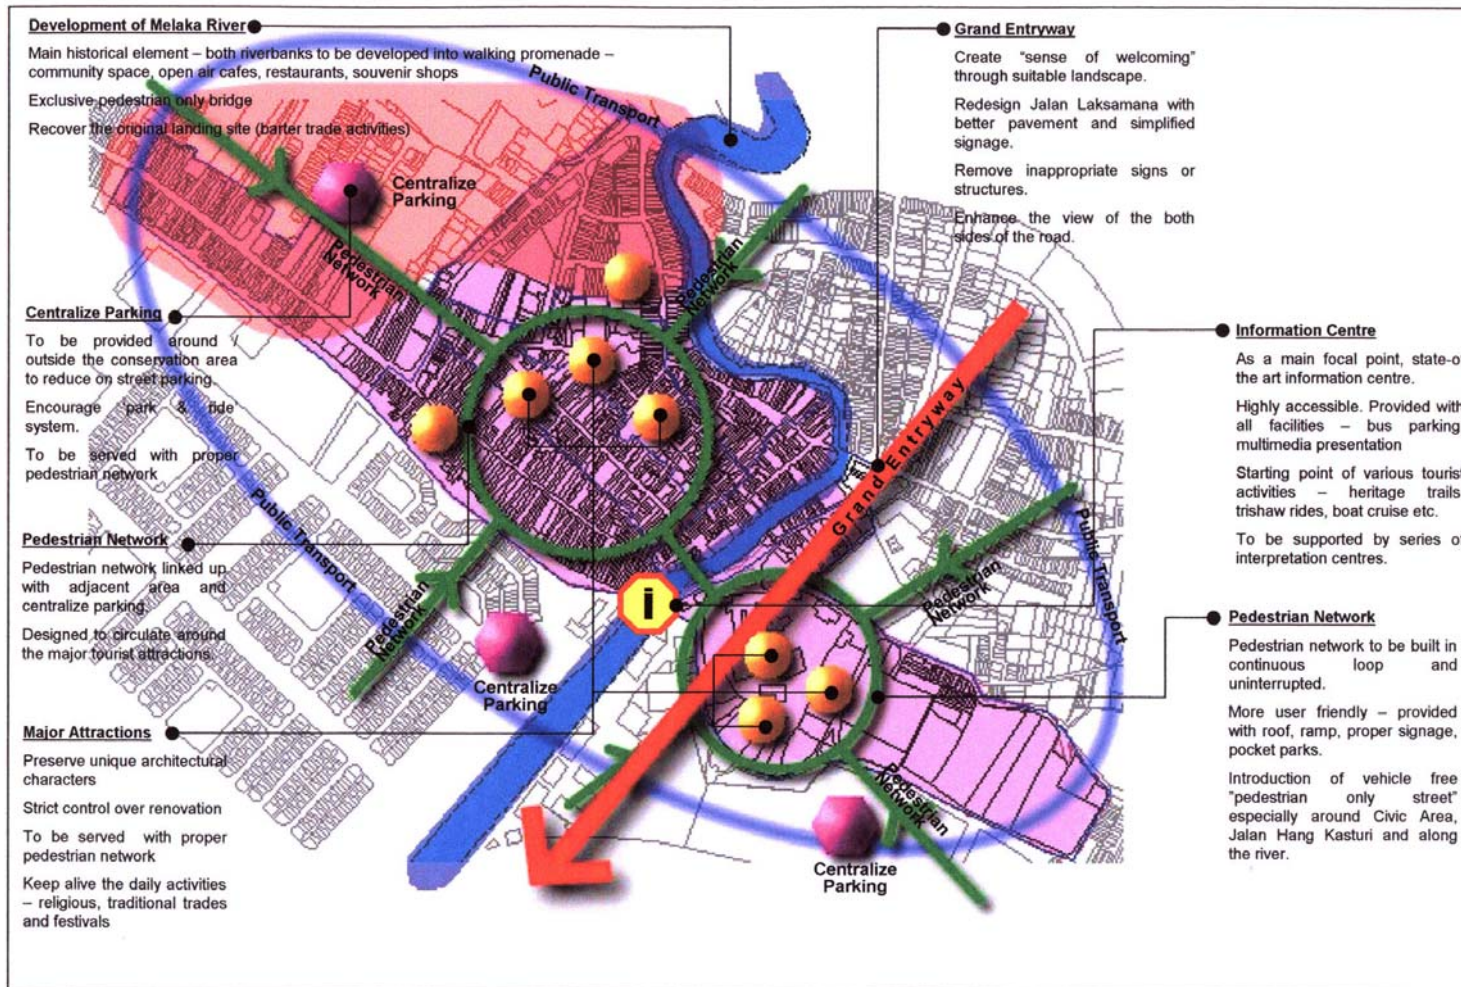 Development of Melaka River
Main historical element – both riverbanks to be developed into walking promenade –
community space, open air cafes, restaurants, souvenir shops
Exclusive pedestrian only bridge
Recover the original landing site (barter trade activities)
Centralize Parking
To be provided around /
outside the conservation area
to reduce on street parking.
Encourage 'park & ride'
system.
To be served with proper
pedestrian network
Pedestrian Network
Pedestrian network linked up
with adjacent area and
centralize parking.
Designed to circulate around
the major tourist attractions.
Major Attractions
Preserve unique architectural
characters
Strict control over renovation
To be served with proper
pedestrian network
Keep alive the daily activities
– religious, traditional trades
and festivals
Public Transport
Centralize
Parking
Pedestrian
Network
Pedestrian
Network
Grand Entryway
Public Transport
Pedestrian
Network
i
Centralize
Parking
Pedestrian
Network
Public Transport
Pedestrian
Network
Centralize
Parking
Grand Entryway
Create “sense of welcoming”
through suitable landscape.
Redesign Jalan Laksamana with
better pavement and simplified
signage.
Remove inappropriate signs or
structures.
Enhance the view of the both
sides of the road.
Information Centre
As a main focal point, state-of
the art information centre.
Highly accessible. Provided with
all facilities – bus parking
multimedia presentation
Starting point of various tourist
activities – heritage trails
trishaw rides, boat cruise etc.
To be supported by series of
interpretation centres.
Pedestrian Network
Pedestrian network to be built in
continuous loop and
uninterrupted.
More user friendly – provided
with roof, ramp, proper signage,
pocket parks.
Introduction of vehicle free
"pedestrian only street"
especially around Civic Area,
Jalan Hang Kasturi and along
the river.